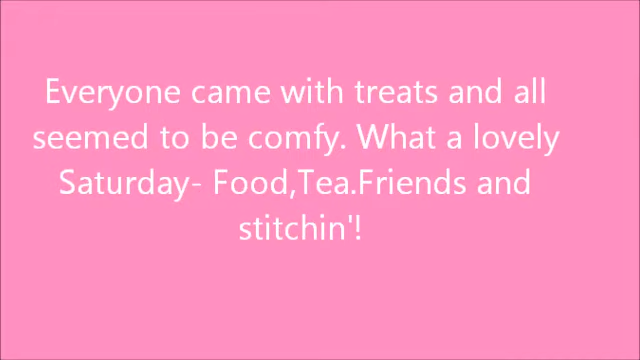 Everyone came with treats and all
seemed to be comfy. What a lovely
Saturday- Food,Tea.Friends and
stitchin'!